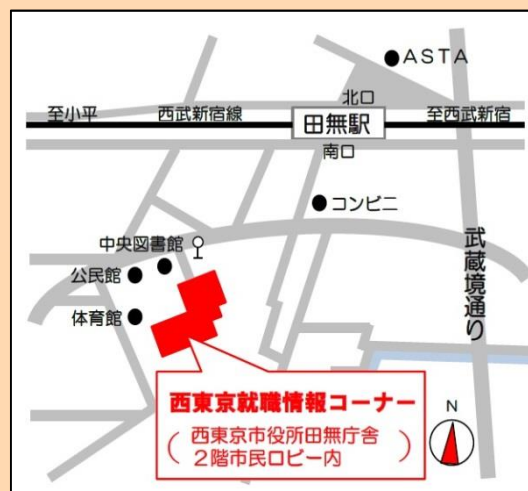 ASTA
北口
至小平
西武新宿線
田無駅
至西武新宿
南口
コンビニ
武蔵境通り
中央図書館
公民館
体育館
西東京就職情報コーナー
(西東京市役所田無庁舎
2階市民ロビー内)
N